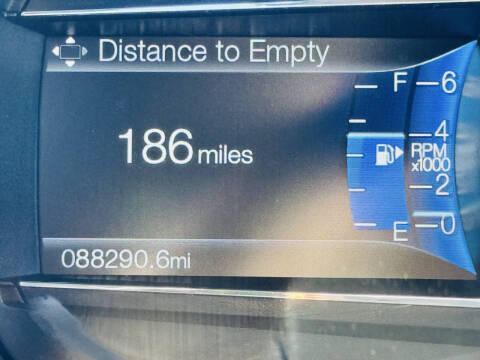 Distance to Empty
F 6
186 miles
4
RPM
x1000
2
E 0
088290.6mi